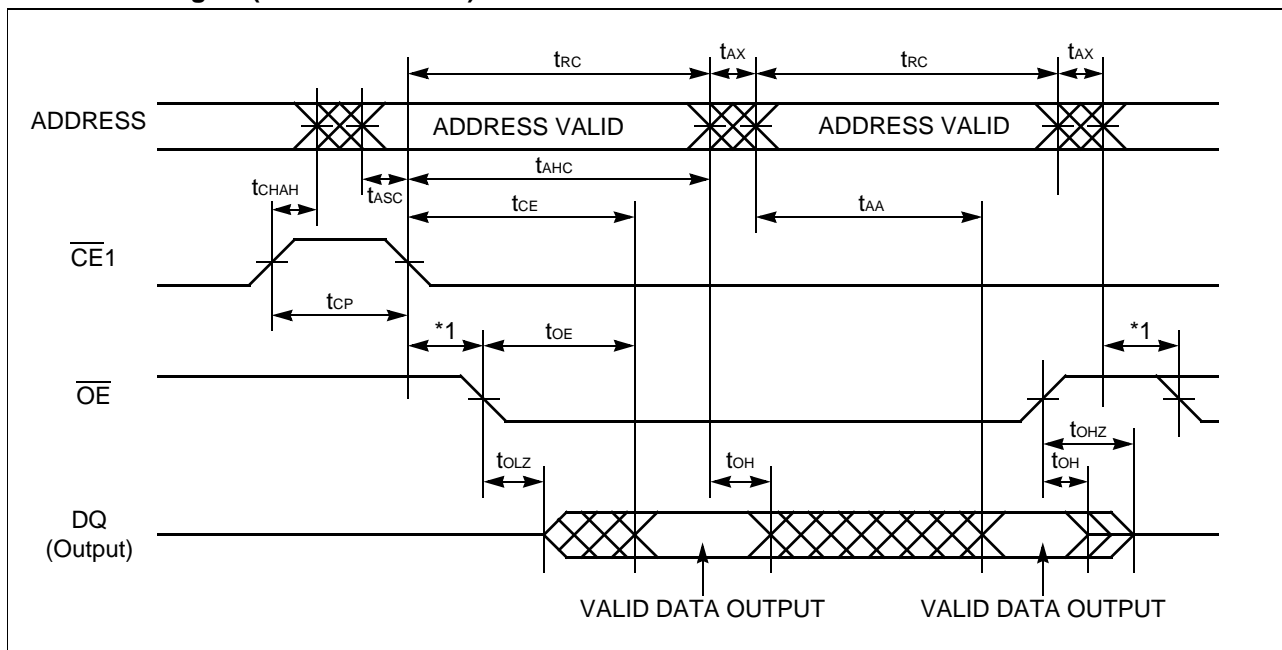 tRC tAX tRC tAX
ADDRESS ADDRESS VALID ADDRESS VALID
tAHC
tCHAH tASC tCE tAA
CE1
tCP
*1 tOE *1
OE
tOHZ
tOLZ tOH tOH
DQ
(Output)
VALID DATA OUTPUT VALID DATA OUTPUT